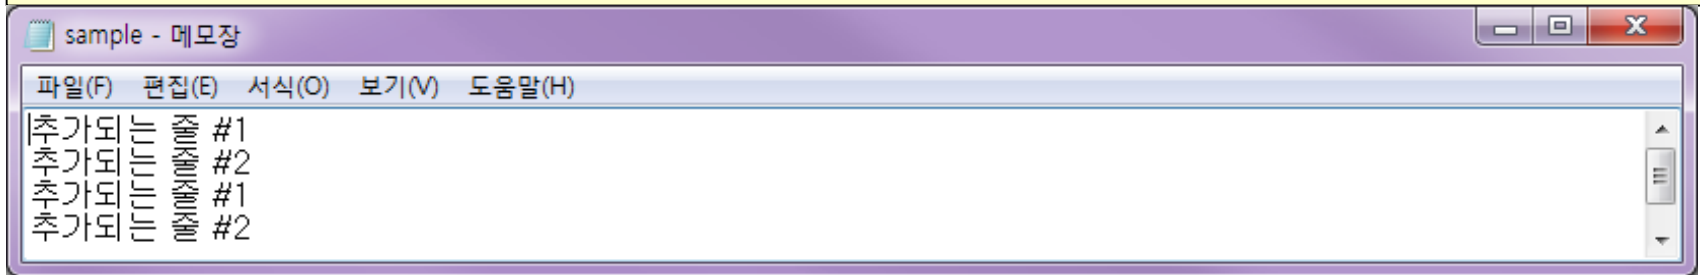 sample - 메모장
파일(F) 편집(E) 서식(O) 보기(V) 도움말(H)
추가되는 줄 #1
추가되는 줄 #2
추가되는 줄 #1
추가되는 줄 #2